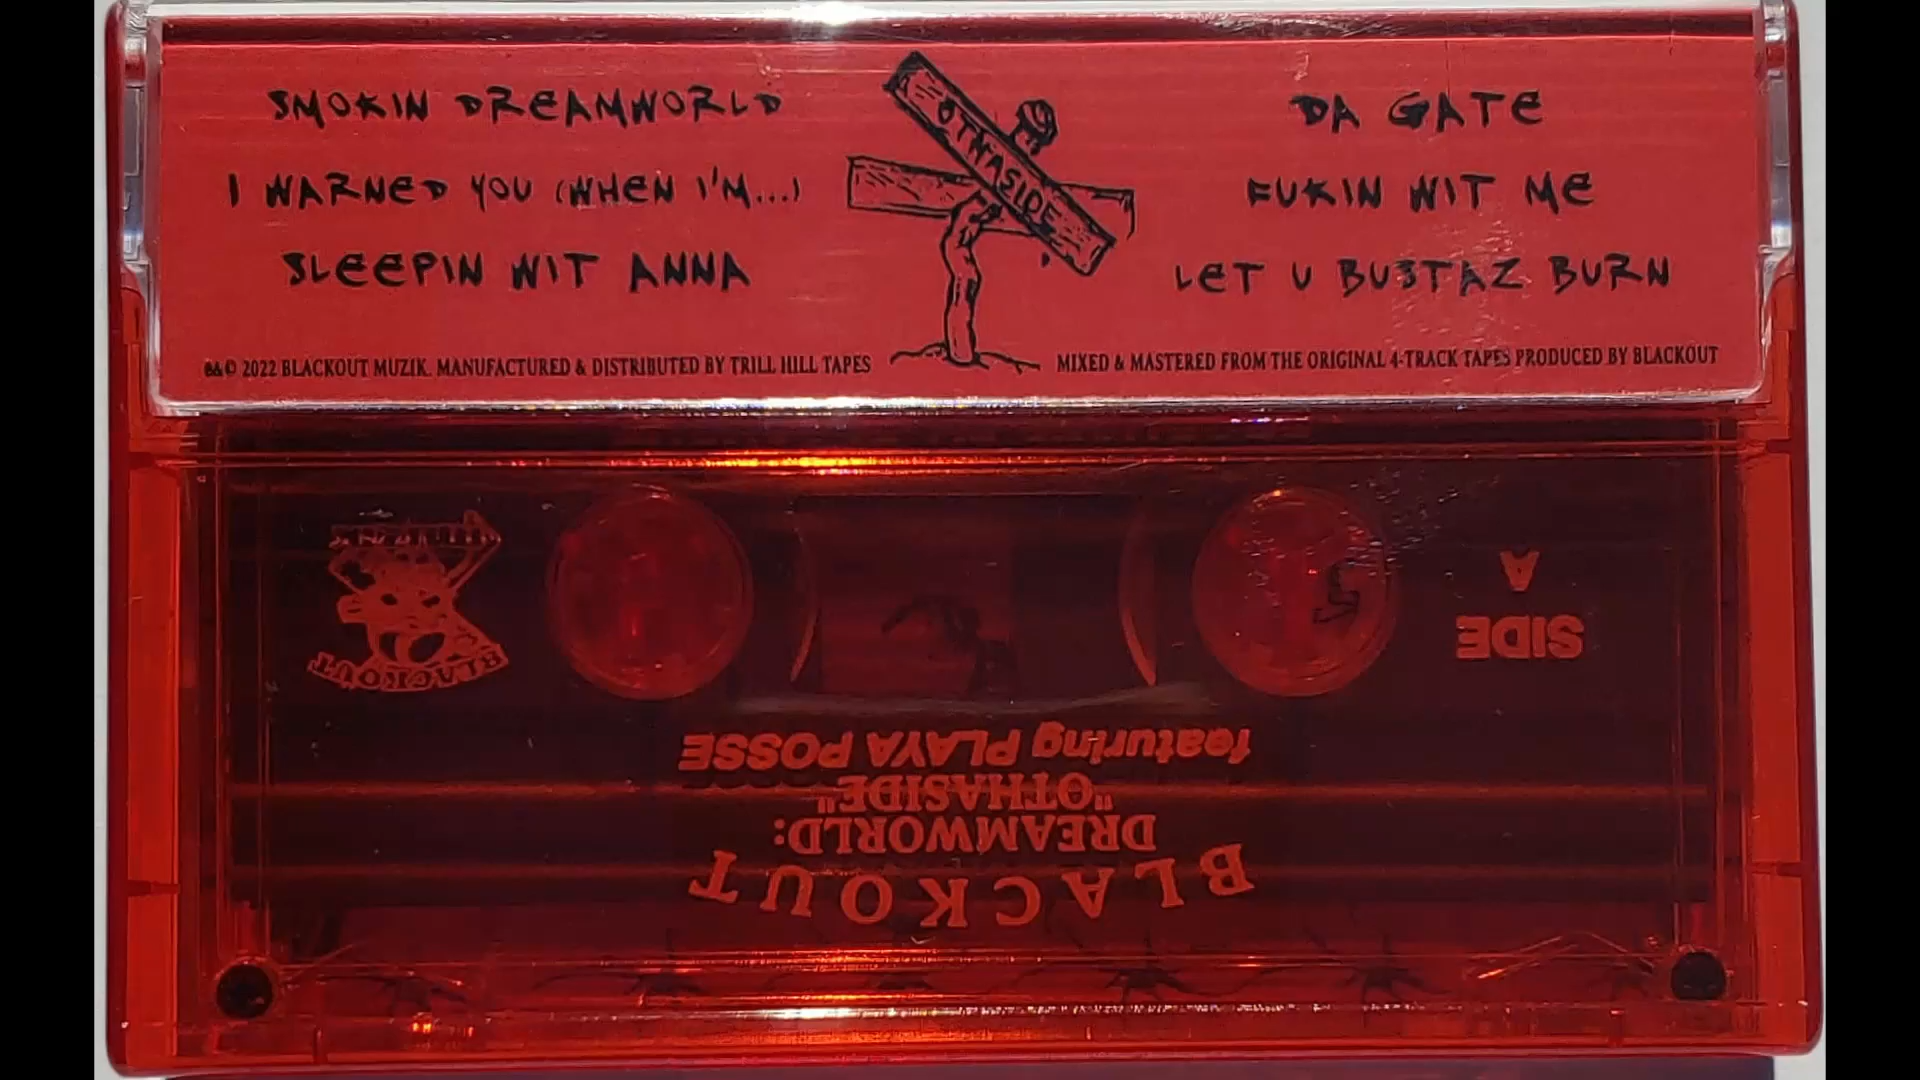 SMOKIN DREAMWORLD
I WARNED YOU (WHEN I'M...)
SLEEPIN WIT ANNA
OTHASIDE
DA GATE
FUKIN WIT ME
LET U BUSTAZ BURN
℗&© 2022 BLACKOUT MUZIK. MANUFACTURED & DISTRIBUTED BY TRILL HILL TAPES
MIXED & MASTERED FROM THE ORIGINAL 4-TRACK TAPES PRODUCED BY BLACKOUT
BLACKOUT
DREAMWORLD:
"OTHASIDE"
featuring PLAYA POSSE
SIDE
A
BLACKOUT